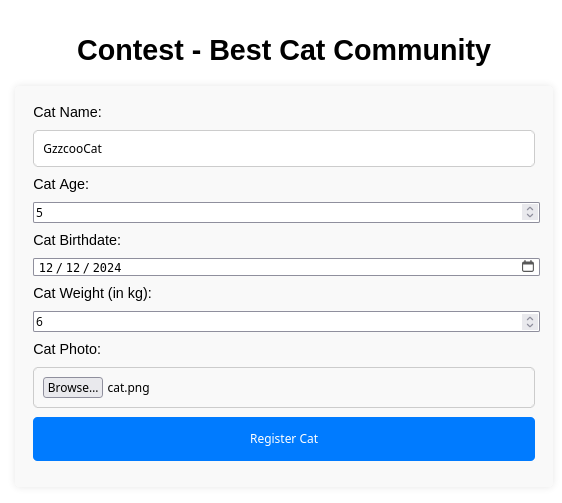 Contest - Best Cat Community
Cat Name:
GzzcooCat
Cat Age:
5
Cat Birthdate:
12 / 12 / 2024
Cat Weight (in kg):
6
Cat Photo:
Browse... cat.png
Register Cat